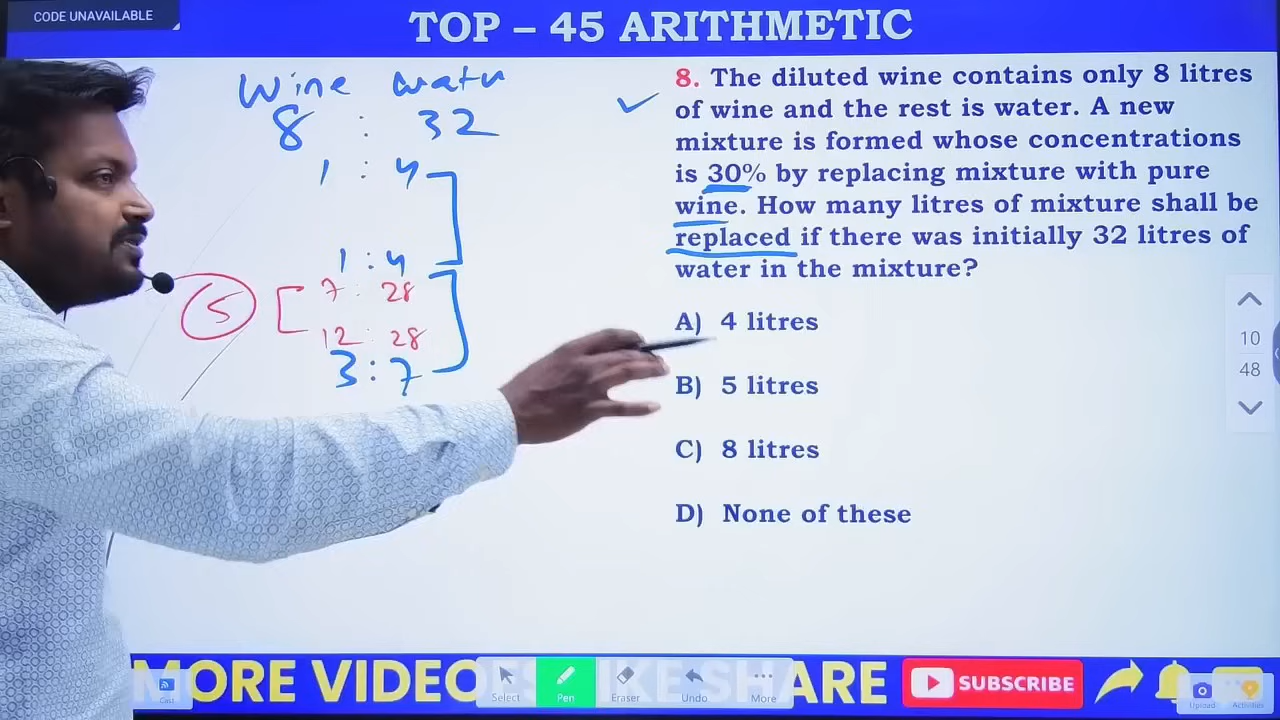 CODE UNAVAILABLE
TOP – 45 ARITHMETIC
Wine
8 : 32
1 : 4
1 : 4
5
7 : 28
12 : 28
3 : 7
8. The diluted wine contains only 8 litres
of wine and the rest is water. A new
mixture is formed whose concentrations
is 30% by replacing mixture with pure
wine. How many litres of mixture shall be
replaced if there was initially 32 litres of
water in the mixture?
A) 4 litres
B) 5 litres
C) 8 litres
D) None of these
10
48
MORE VIDEO
SHARE
SUBSCRIBE
Cast
Select
Pen
Eraser
Undo
More
Upload
Activities